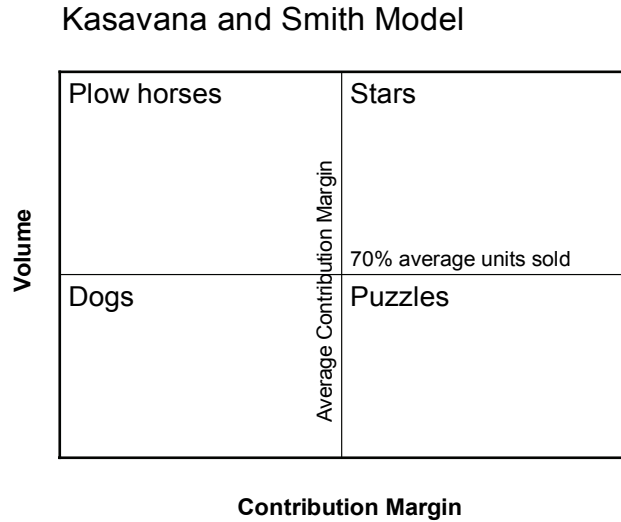 Kasavana and Smith Model
Plow horses
Stars
Volume
Average Contribution Margin
70% average units sold
Dogs
Puzzles
Contribution Margin